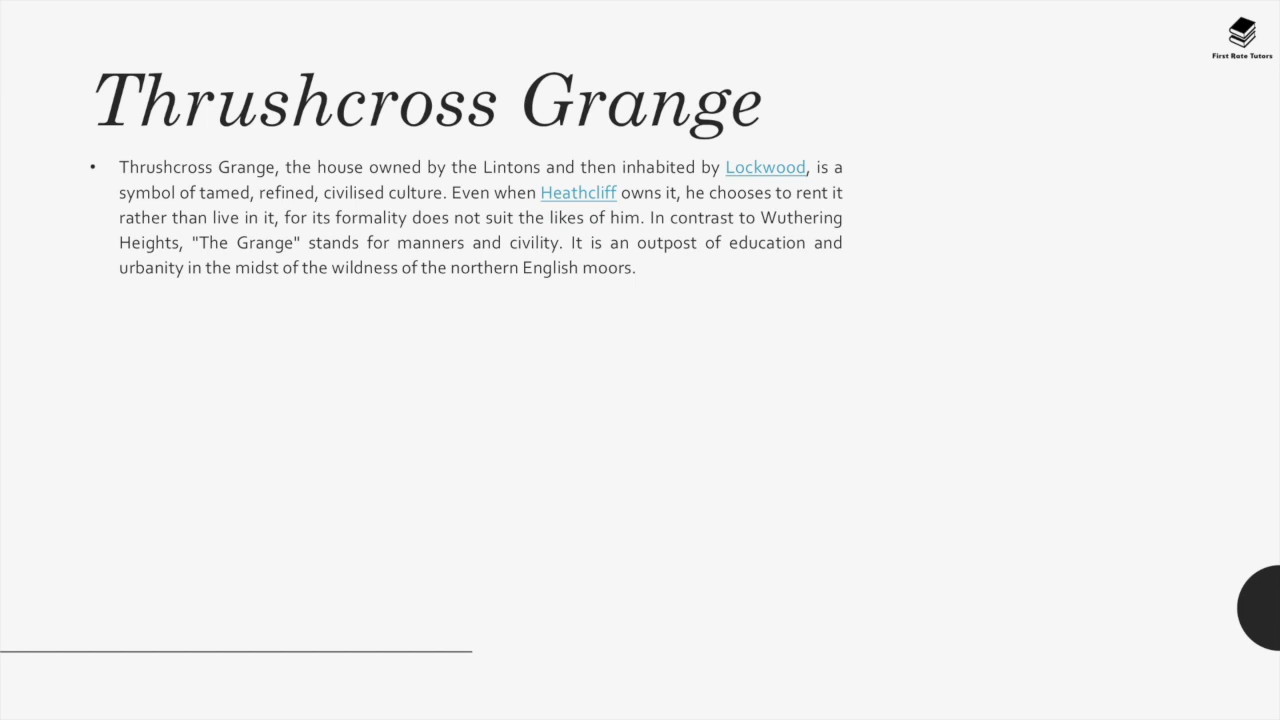 First Rate Tutors
Thrushcross Grange
• Thrushcross Grange, the house owned by the Lintons and then inhabited by Lockwood, is a
symbol of tamed, refined, civilised culture. Even when Heathcliff owns it, he chooses to rent it
rather than live in it, for its formality does not suit the likes of him. In contrast to Wuthering
Heights, "The Grange" stands for manners and civility. It is an outpost of education and
urbanity in the midst of the wildness of the northern English moors.